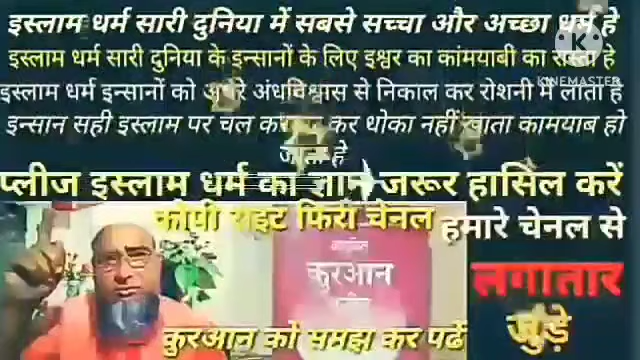 इस्लाम धर्म सारी दुनिया में सबसे सच्चा और अच्छा धर्म हे
इस्लाम धर्म सारी दुनिया के इन्सानों के लिए इश्वर का कांमयाबी का रास्ता हे
इस्लाम धर्म इन्सानों को अंधविश्वास से निकाल कर रोशनी में लाता हे
इन्सान सही इस्लाम पर चल कर धोका नहीं खाता कामयाब हो
जाता हे
प्लीज इस्लाम धर्म का ज्ञान जरूर हासिल करें
कॉपी राइट फिरी चेनल
हमारे चेनल से
लगातार
जुड़े
कुरआन
कुरआन को समझ कर पढें
KINEMASTER